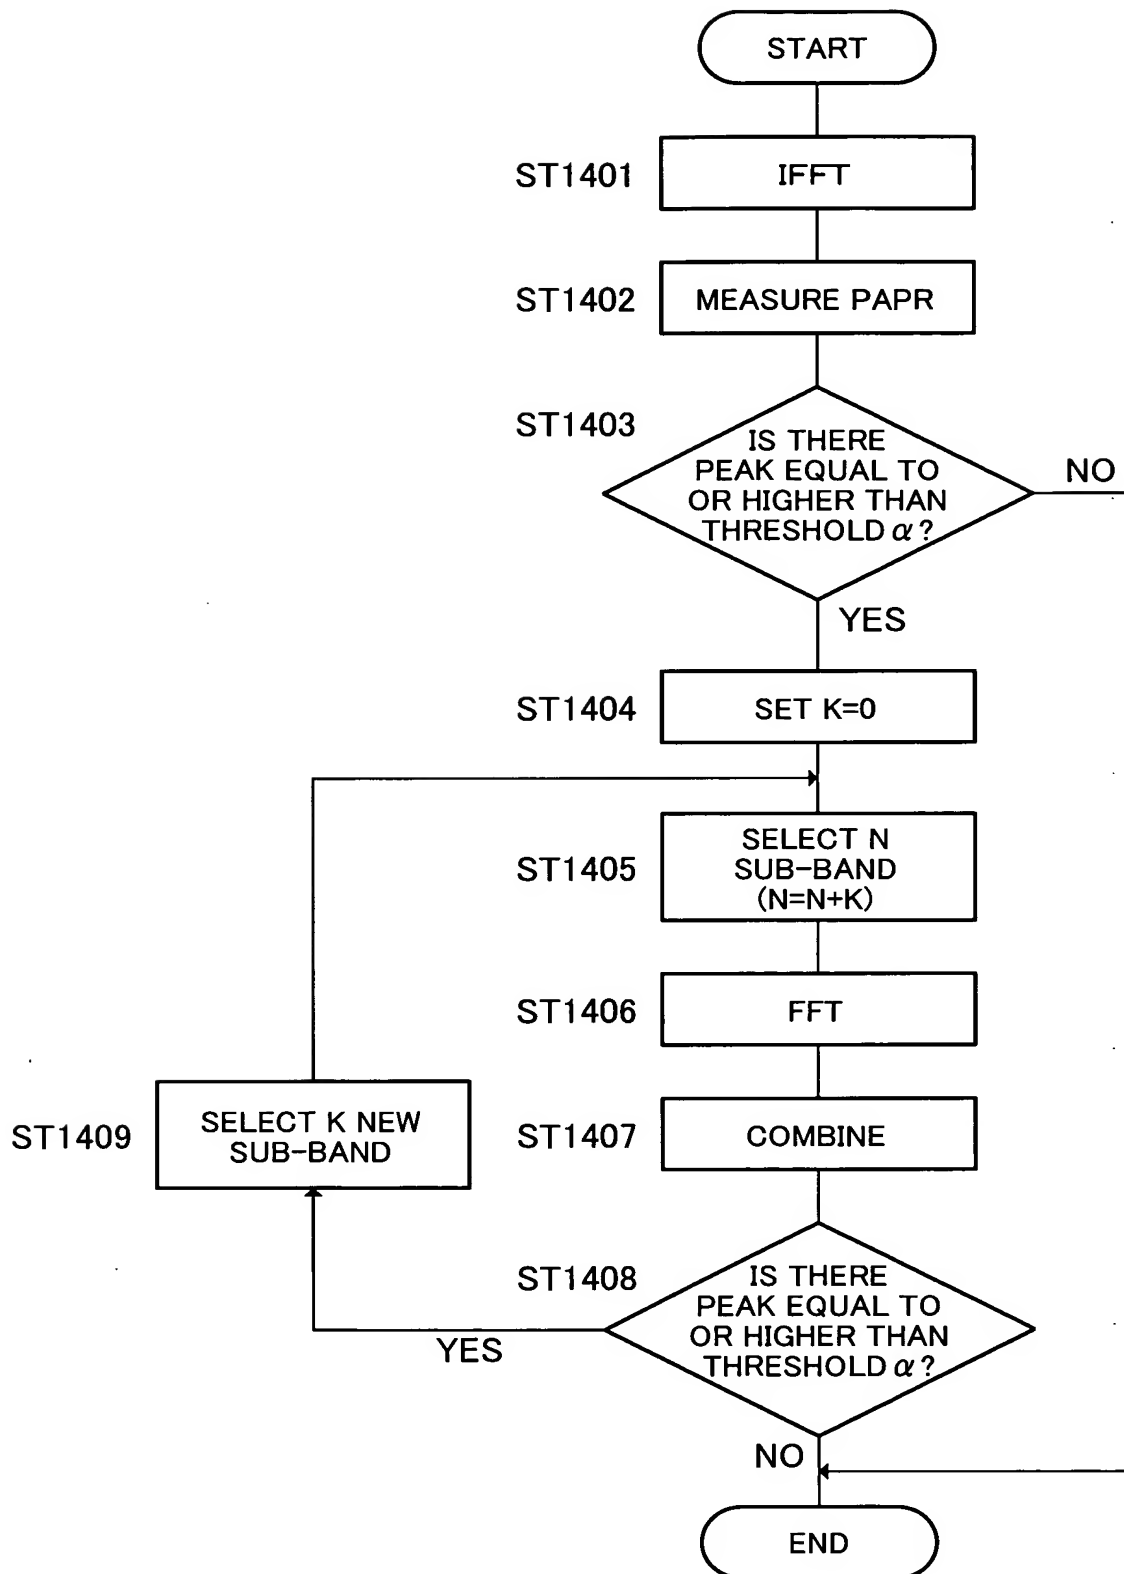 START
ST1401
IFFT
ST1402
MEASURE PAPR
ST1403
IS THERE
PEAK EQUAL TO
OR HIGHER THAN
THRESHOLD α?
NO
YES
ST1404
SET K=0
ST1405
SELECT N
SUB-BAND
(N=N+K)
ST1406
FFT
ST1409
SELECT K NEW
SUB-BAND
ST1407
COMBINE
ST1408
IS THERE
PEAK EQUAL TO
OR HIGHER THAN
THRESHOLD α?
YES
NO
END